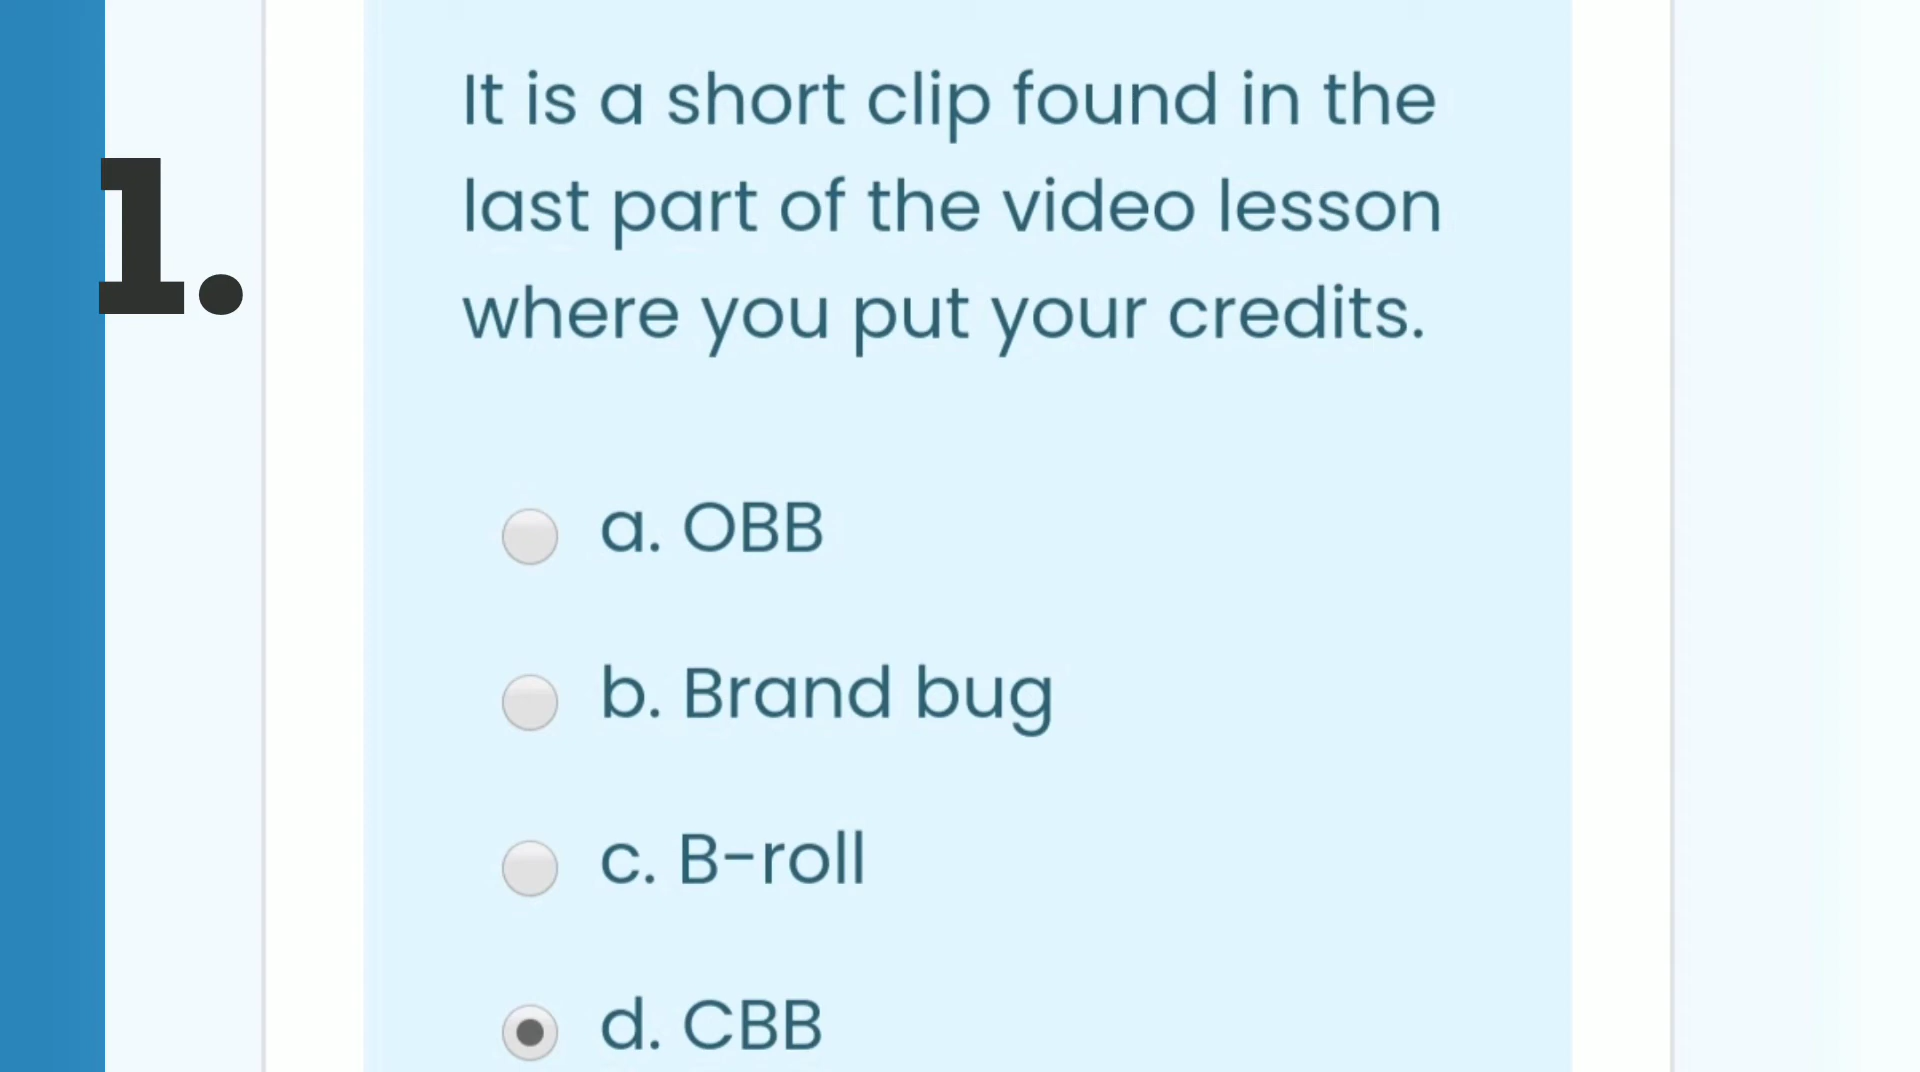 1.
It is a short clip found in the
last part of the video lesson
where you put your credits.
a. OBB
b. Brand bug
c. B-roll
d. CBB